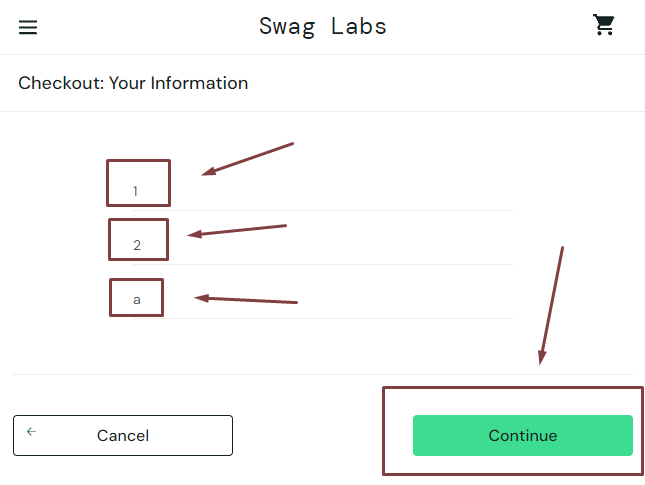 Swag Labs
Checkout: Your Information
1
2
a
Cancel
Continue